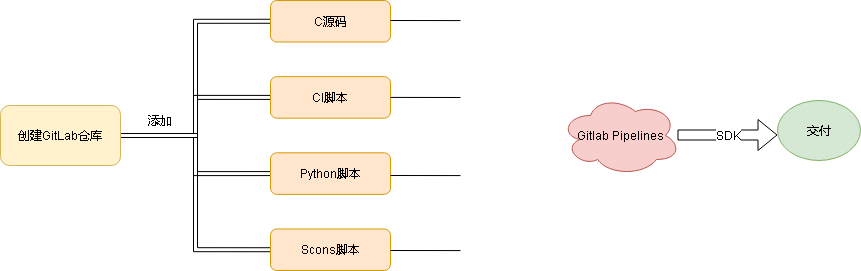 C源码
CI脚本
添加
创建GitLab仓库
Gitlab Pipelines
SDK
交付
Python脚本
Scons脚本